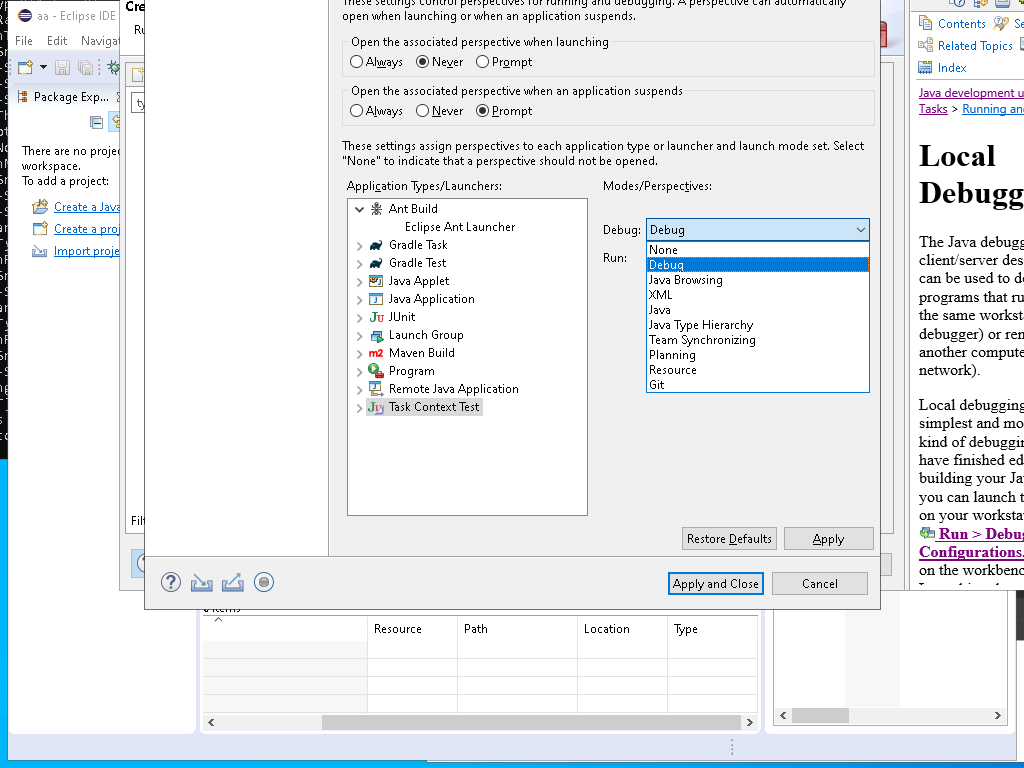 aa - Eclipse IDE
File Edit Navigat
Package Exp...
There are no proje
workspace.
To add a project:
Create a Java
Create a proj
Import proje
Cre
Ru
ty
Filt
These settings control perspectives for running and debugging. A perspective can automatically
open when launching or when an application suspends.
Open the associated perspective when launching
Always Never Prompt
Open the associated perspective when an application suspends
Always Never Prompt
These settings assign perspectives to each application type or launcher and launch mode set. Select
"None" to indicate that a perspective should not be opened.
Application Types/Launchers:
Modes/Perspectives:
Ant Build
Eclipse Ant Launcher
Gradle Task
Gradle Test
Java Applet
Java Application
JUnit
Launch Group
Maven Build
Program
Remote Java Application
Task Context Test
Debug: Debug
Run:
None
Debug
Java Browsing
XML
Java
Java Type Hierarchy
Team Synchronizing
Planning
Resource
Git
Restore Defaults Apply
Apply and Close Cancel
0 items
Resource Path Location Type
Contents Se
Related Topics
Index
Java development u
Tasks > Running and
Local
Debugg
The Java debugg
client/server des
can be used to de
programs that ru
the same worksta
debugger) or ren
another compute
network).
Local debugging
simplest and mo
kind of debuggin
have finished ed
building your Jav
you can launch t
on your worksta
Run > Debug
Configurations.
on the workbenc